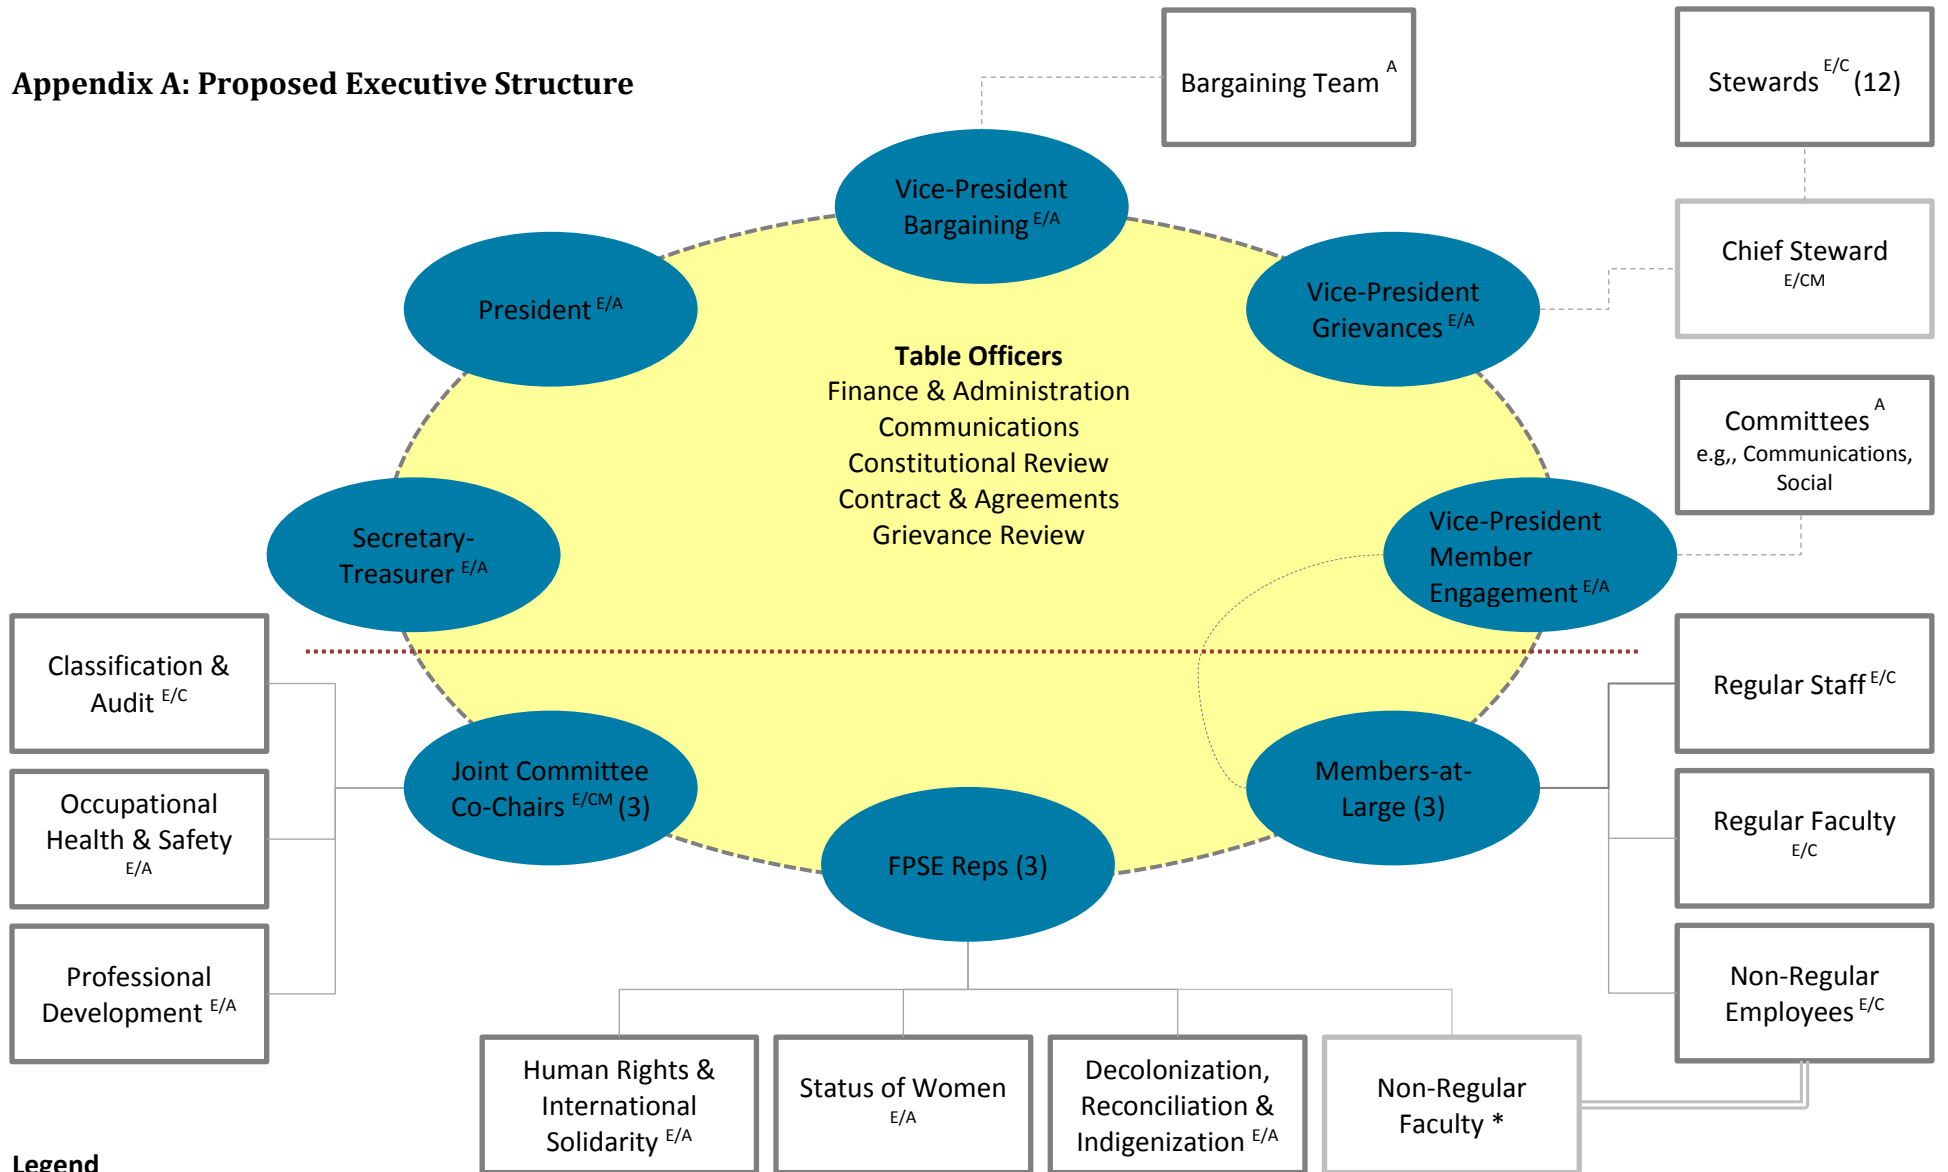 Appendix A: Proposed Executive Structure
Bargaining Team A
Stewards E/C (12)
Vice-President
Bargaining E/A
Chief Steward
E/CM
President E/A
Vice-President
Grievances E/A
Table Officers
Finance & Administration
Communications
Constitutional Review
Contract & Agreements
Grievance Review
Committees A
e.g,, Communications,
Social
Secretary-
Treasurer E/A
Vice-President
Member
Engagement E/A
Classification &
Audit E/C
Regular Staff E/C
Joint Committee
Co-Chairs E/CM (3)
Members-at-
Large (3)
Occupational
Health & Safety
E/A
Regular Faculty
E/C
FPSE Reps (3)
Professional
Development E/A
Non-Regular
Employees E/C
Human Rights &
International
Solidarity E/A
Status of Women
E/A
Decolonization,
Reconciliation &
Indigenization E/A
Non-Regular
Faculty *
Legend